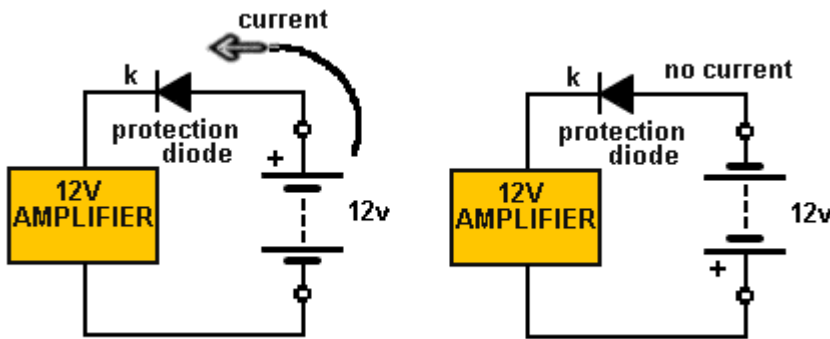 current
k
protection
diode
+
12V
AMPLIFIER
12v
no current
k
protection
diode
12V
AMPLIFIER
12v
+